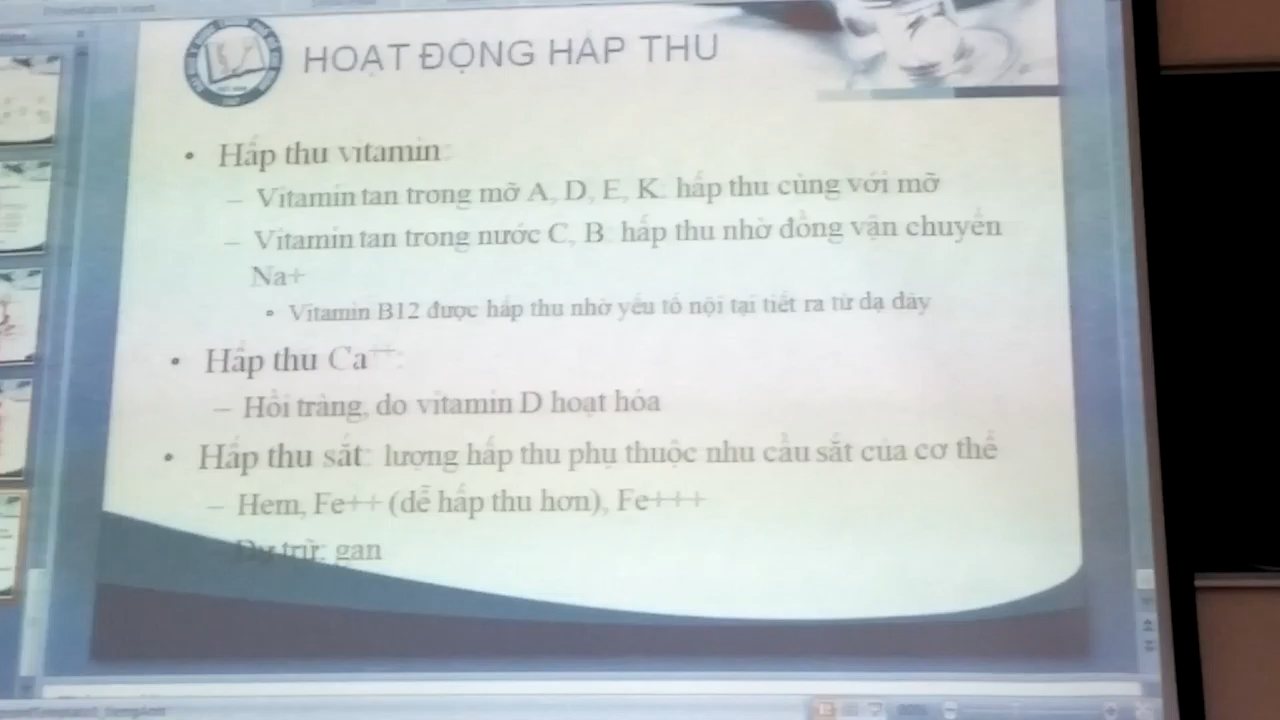 HOẠT ĐỘNG HẤP THU
• Hấp thu vitamin:
– Vitamin tan trong mỡ A, D, E, K: hấp thu cùng với mỡ
– Vitamin tan trong nước C, B: hấp thu nhờ đồng vận chuyển
Na+
• Vitamin B12 được hấp thu nhờ yếu tố nội tại tiết ra từ dạ dày
• Hấp thu Ca++:
– Hồi tràng, do vitamin D hoạt hóa
• Hấp thu sắt: lượng hấp thu phụ thuộc nhu cầu sắt của cơ thể
– Hem, Fe++ (dễ hấp thu hơn), Fe+++
Dự trữ: gan